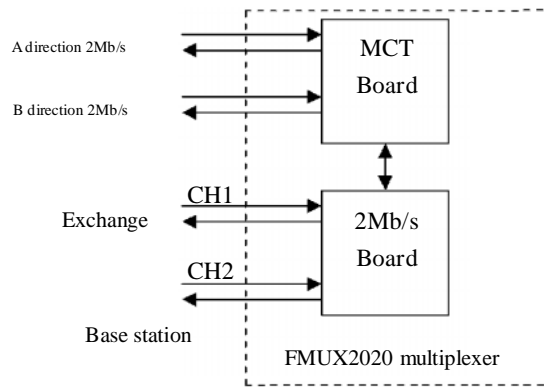 A direction 2Mb/s
MCT
Board
B direction 2Mb/s
CH1
Exchange
2Mb/s
Board
CH2
Base station
FMUX2020 multiplexer